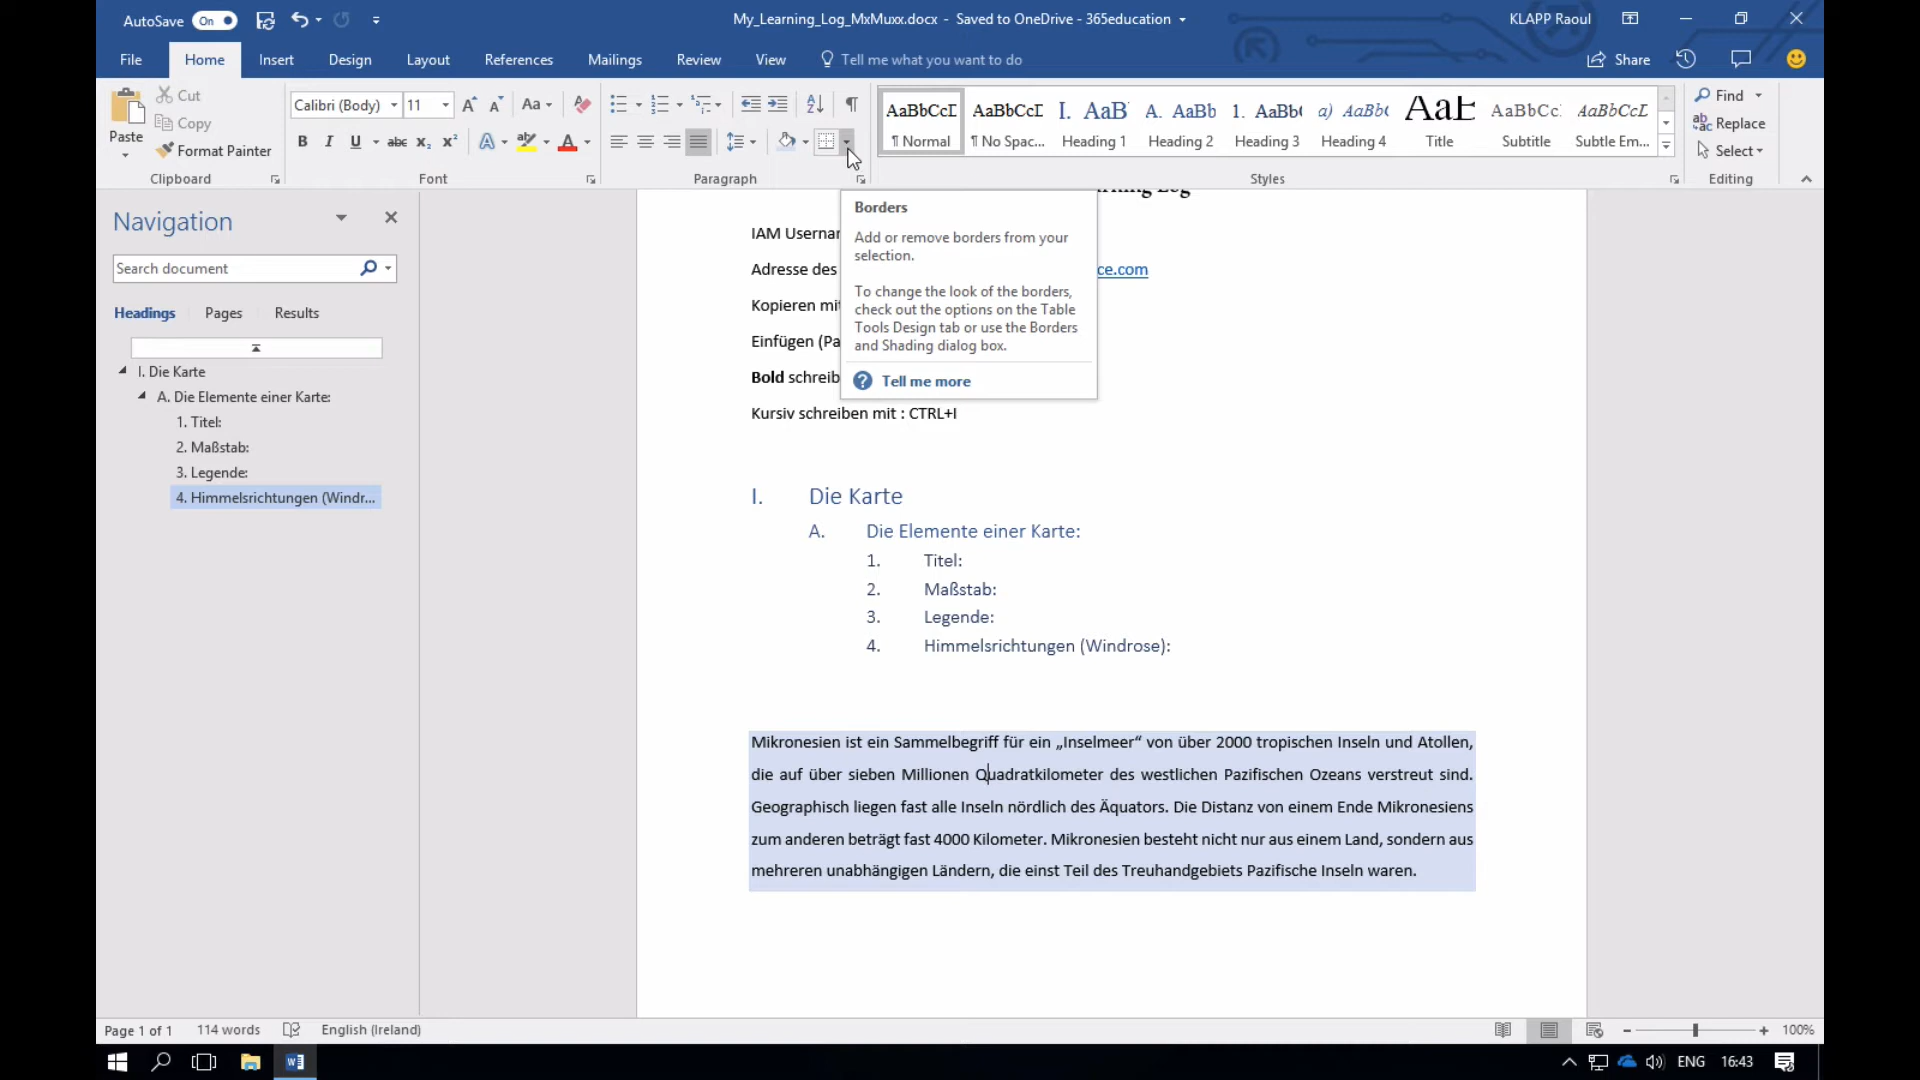 AutoSave On
My_Learning_Log_MxMuxx.docx - Saved to OneDrive - 365education
KLAPP Raoul
File Home Insert Design Layout References Mailings Review View Tell me what you want to do
Share
Paste
Cut
Copy
Format Painter
Clipboard
Calibri (Body) 11
Font
Paragraph
AaBbCcD AaBbCcD I. AaB A. AaBb 1. AaBb a) AaBb AaB AaBbCc AaBbCcD
¶ Normal ¶ No Spac... Heading 1 Heading 2 Heading 3 Heading 4 Title Subtitle Subtle Em...
Styles
Find
Replace
Select
Editing
Navigation
Search document
Headings Pages Results
I. Die Karte
A. Die Elemente einer Karte:
1. Titel:
2. Maßstab:
3. Legende:
4. Himmelsrichtungen (Windr...
Borders
Add or remove borders from your
selection.
To change the look of the borders,
check out the options on the Table
Tools Design tab or use the Borders
and Shading dialog box.
Tell me more
Log
IAM
Adresse des ce.com
Kopieren
Einfügen
Bold
Kursiv schreiben mit : CTRL+I
I. Die Karte
A. Die Elemente einer Karte:
1. Titel:
2. Maßstab:
3. Legende:
4. Himmelsrichtungen (Windrose):
Mikronesien ist ein Sammelbegriff für ein „Inselmeer“ von über 2000 tropischen Inseln und Atollen,
die auf über sieben Millionen Quadratkilometer des westlichen Pazifischen Ozeans verstreut sind.
Geographisch liegen fast alle Inseln nördlich des Äquators. Die Distanz von einem Ende Mikronesiens
zum anderen beträgt fast 4000 Kilometer. Mikronesien besteht nicht nur aus einem Land, sondern aus
mehreren unabhängigen Ländern, die einst Teil des Treuhandgebiets Pazifische Inseln waren.
Page 1 of 1 114 words English (Ireland)
100%
ENG 16:43